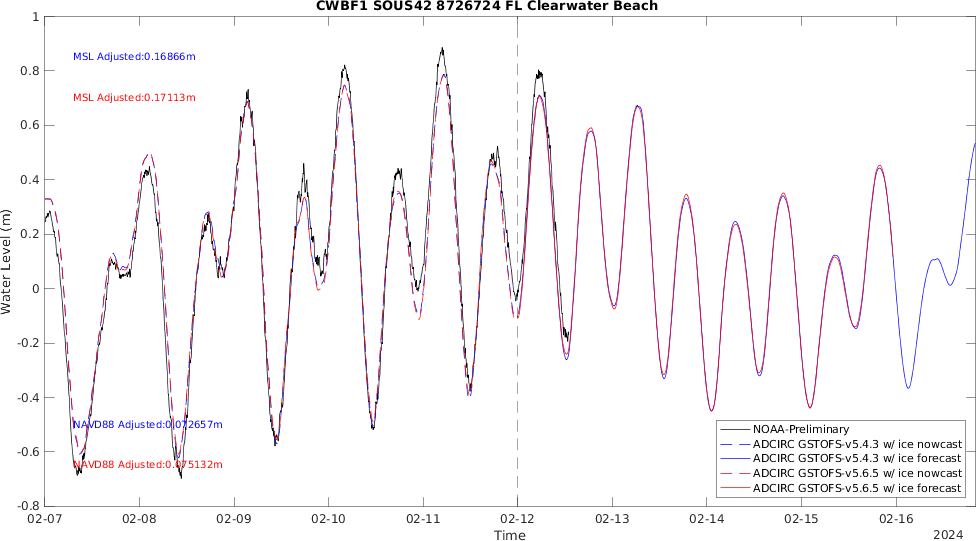 CWBF1 SOUS42 8726724 FL Clearwater Beach
1
0.8
0.6
0.4
0.2
0
-0.2
-0.4
-0.6
-0.8
Water Level (m)
MSL Adjusted:0.16866m
MSL Adjusted:0.17113m
NAVD88 Adjusted:0.072657m
NAVD88 Adjusted:0.075132m
NOAA-Preliminary
ADCIRC GSTOFS-v5.4.3 w/ ice nowcast
ADCIRC GSTOFS-v5.4.3 w/ ice forecast
ADCIRC GSTOFS-v5.6.5 w/ ice nowcast
ADCIRC GSTOFS-v5.6.5 w/ ice forecast
02-07 02-08 02-09 02-10 02-11 02-12 02-13 02-14 02-15 02-16
Time
2024